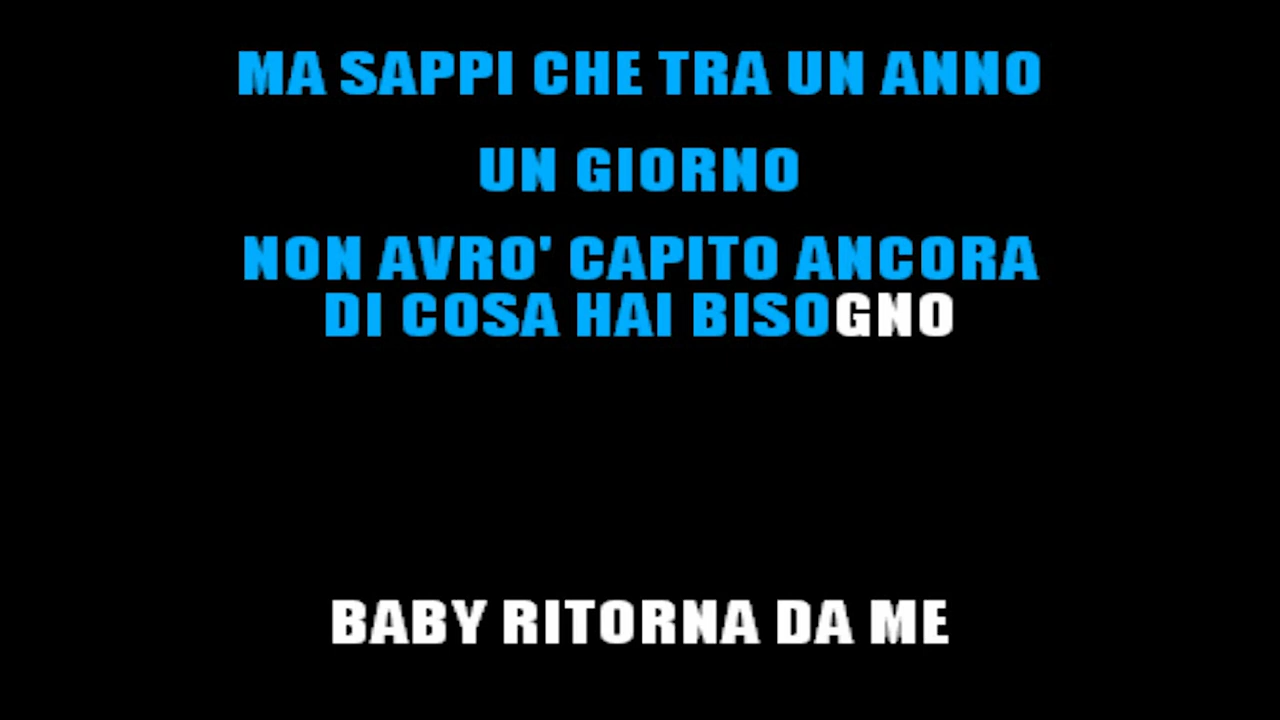 MA SAPPI CHE TRA UN ANNO
UN GIORNO
NON AVRO' CAPITO ANCORA
DI COSA HAI BISOGNO
BABY RITORNA DA ME